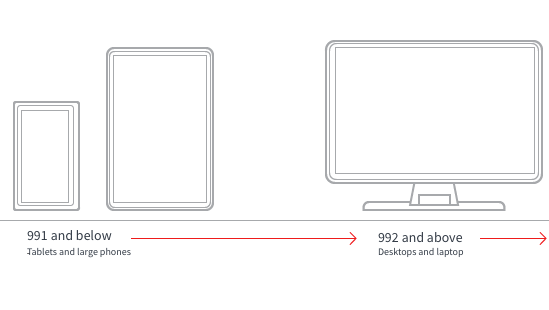 991 and below
Tablets and large phones
992 and above
Desktops and laptop